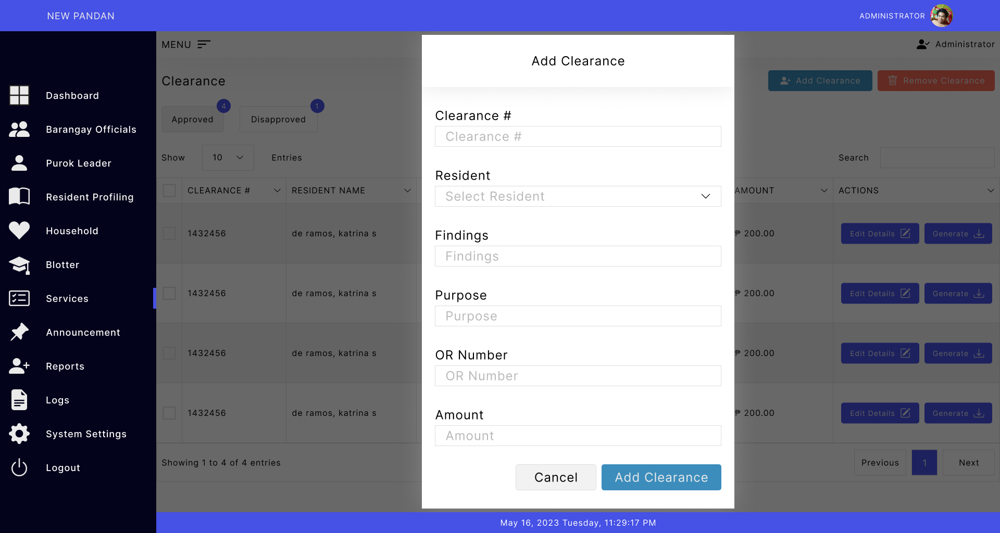 NEW PANDAN
ADMINISTRATOR
MENU
Administrator
Dashboard
Barangay Officials
Purok Leader
Resident Profiling
Household
Blotter
Services
Announcement
Reports
Logs
System Settings
Logout
Clearance
Add Clearance
Remove Clearance
Approved
4
Disapproved
1
Show
10
Entries
Search
CLEARANCE #
RESIDENT NAME
AMOUNT
ACTIONS
1432456
de ramos, katrina s
₱ 200.00
Edit Details
Generate
1432456
de ramos, katrina s
₱ 200.00
Edit Details
Generate
1432456
de ramos, katrina s
₱ 200.00
Edit Details
Generate
1432456
de ramos, katrina s
₱ 200.00
Edit Details
Generate
Showing 1 to 4 of 4 entries
Previous
1
Next
Add Clearance
Clearance #
Clearance #
Resident
Select Resident
Findings
Findings
Purpose
Purpose
OR Number
OR Number
Amount
Amount
Cancel
Add Clearance
May 16, 2023 Tuesday, 11:29:17 PM